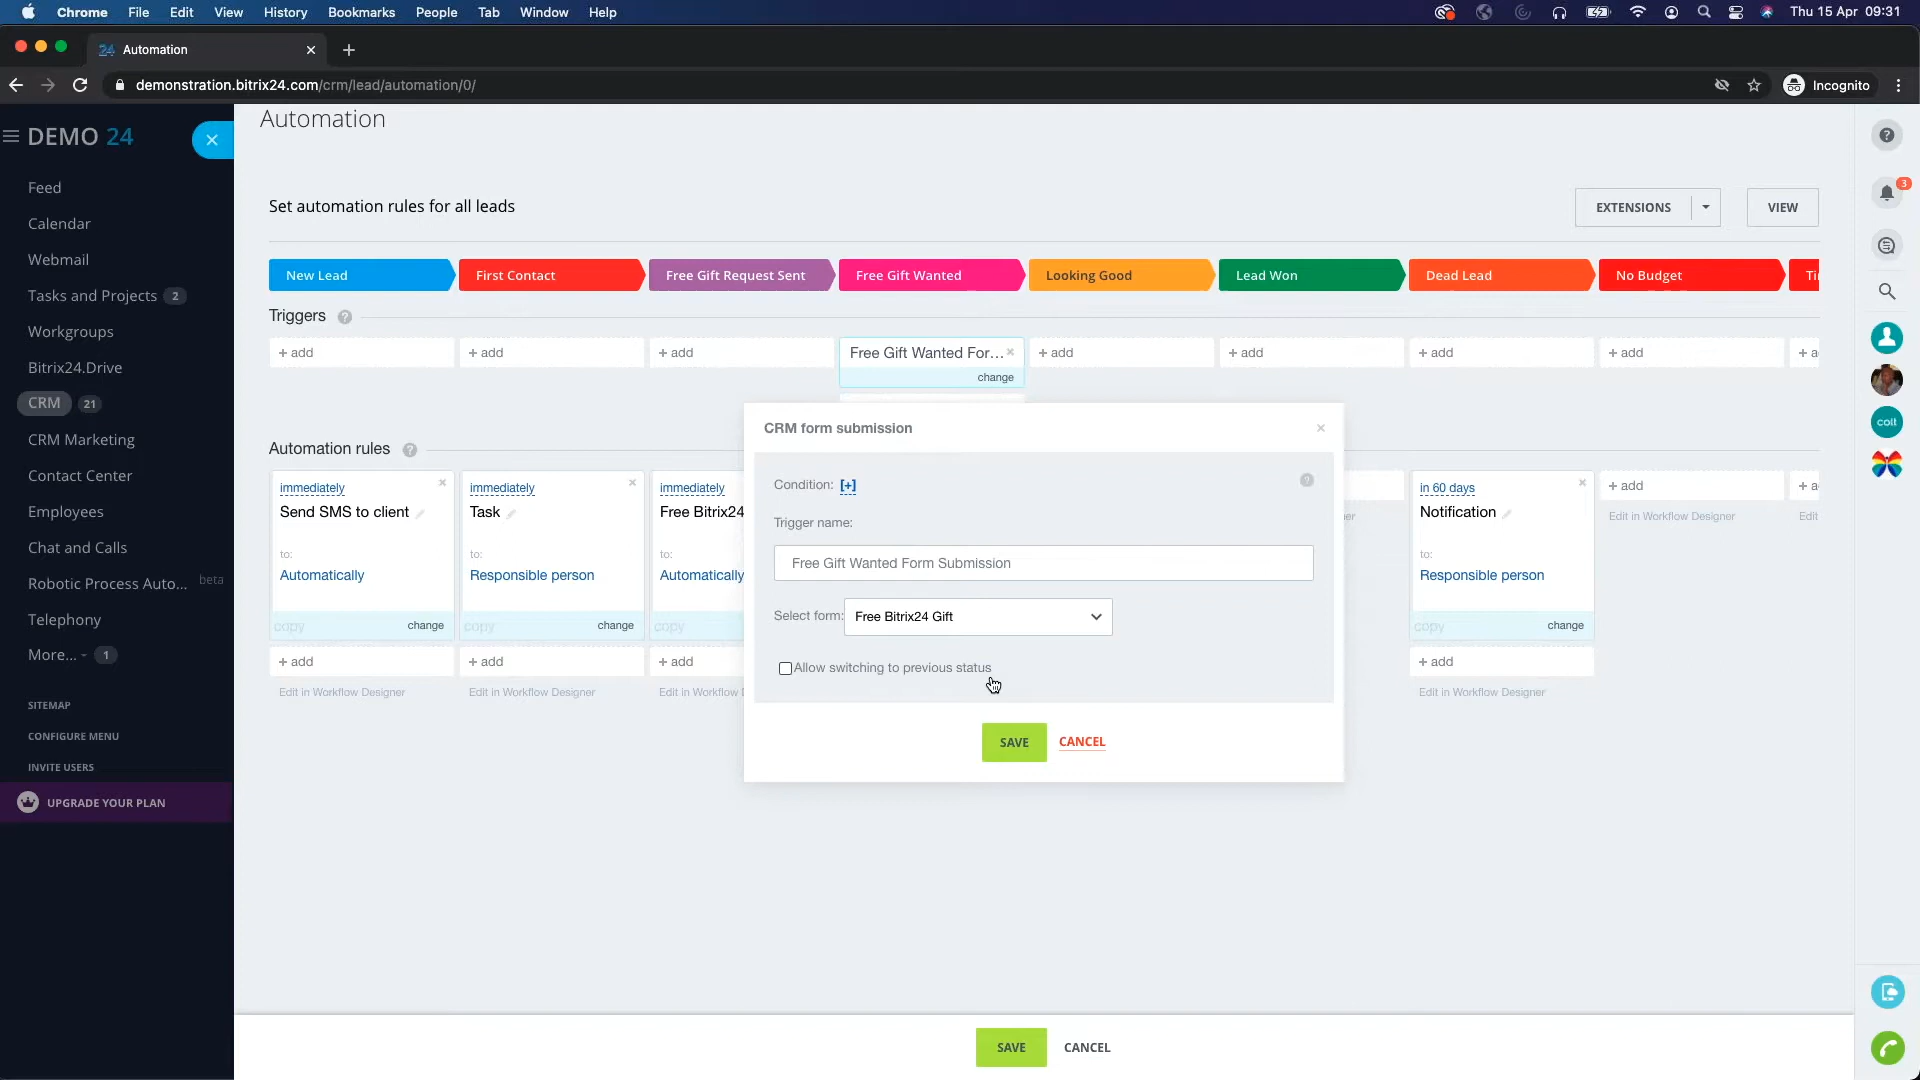 Chrome File Edit View History Bookmarks People Tab Window Help Thu 15 Apr 09:31
24 Automation
demonstration.bitrix24.com/crm/lead/automation/0/ Incognito
DEMO 24
Feed
Calendar
Webmail
Tasks and Projects 2
Workgroups
Bitrix24.Drive
CRM 21
CRM Marketing
Contact Center
Employees
Chat and Calls
Robotic Process Auto... beta
Telephony
More... 1
SITEMAP
CONFIGURE MENU
INVITE USERS
UPGRADE YOUR PLAN
Automation
Set automation rules for all leads
EXTENSIONS VIEW
New Lead First Contact Free Gift Request Sent Free Gift Wanted Looking Good Lead Won Dead Lead No Budget Ti
Triggers ?
+ add + add + add Free Gift Wanted For... + add + add + add + add + a
change
Automation rules ?
immediately
Send SMS to client
to:
Automatically
copy change
+ add
Edit in Workflow Designer
immediately
Task
to:
Responsible person
copy change
+ add
Edit in Workflow Designer
immediately
Free Bitrix24
to:
Automatically
copy
+ add
Edit in Workflow D
CRM form submission
Condition: [+] ?
Trigger name:
Free Gift Wanted Form Submission
Select form: Free Bitrix24 Gift
Allow switching to previous status
SAVE CANCEL
er
in 60 days
Notification
to:
Responsible person
copy change
+ add
Edit in Workflow Designer
+ add
Edit in Workflow Designer
+ a
Edit
SAVE CANCEL
?
3
colt